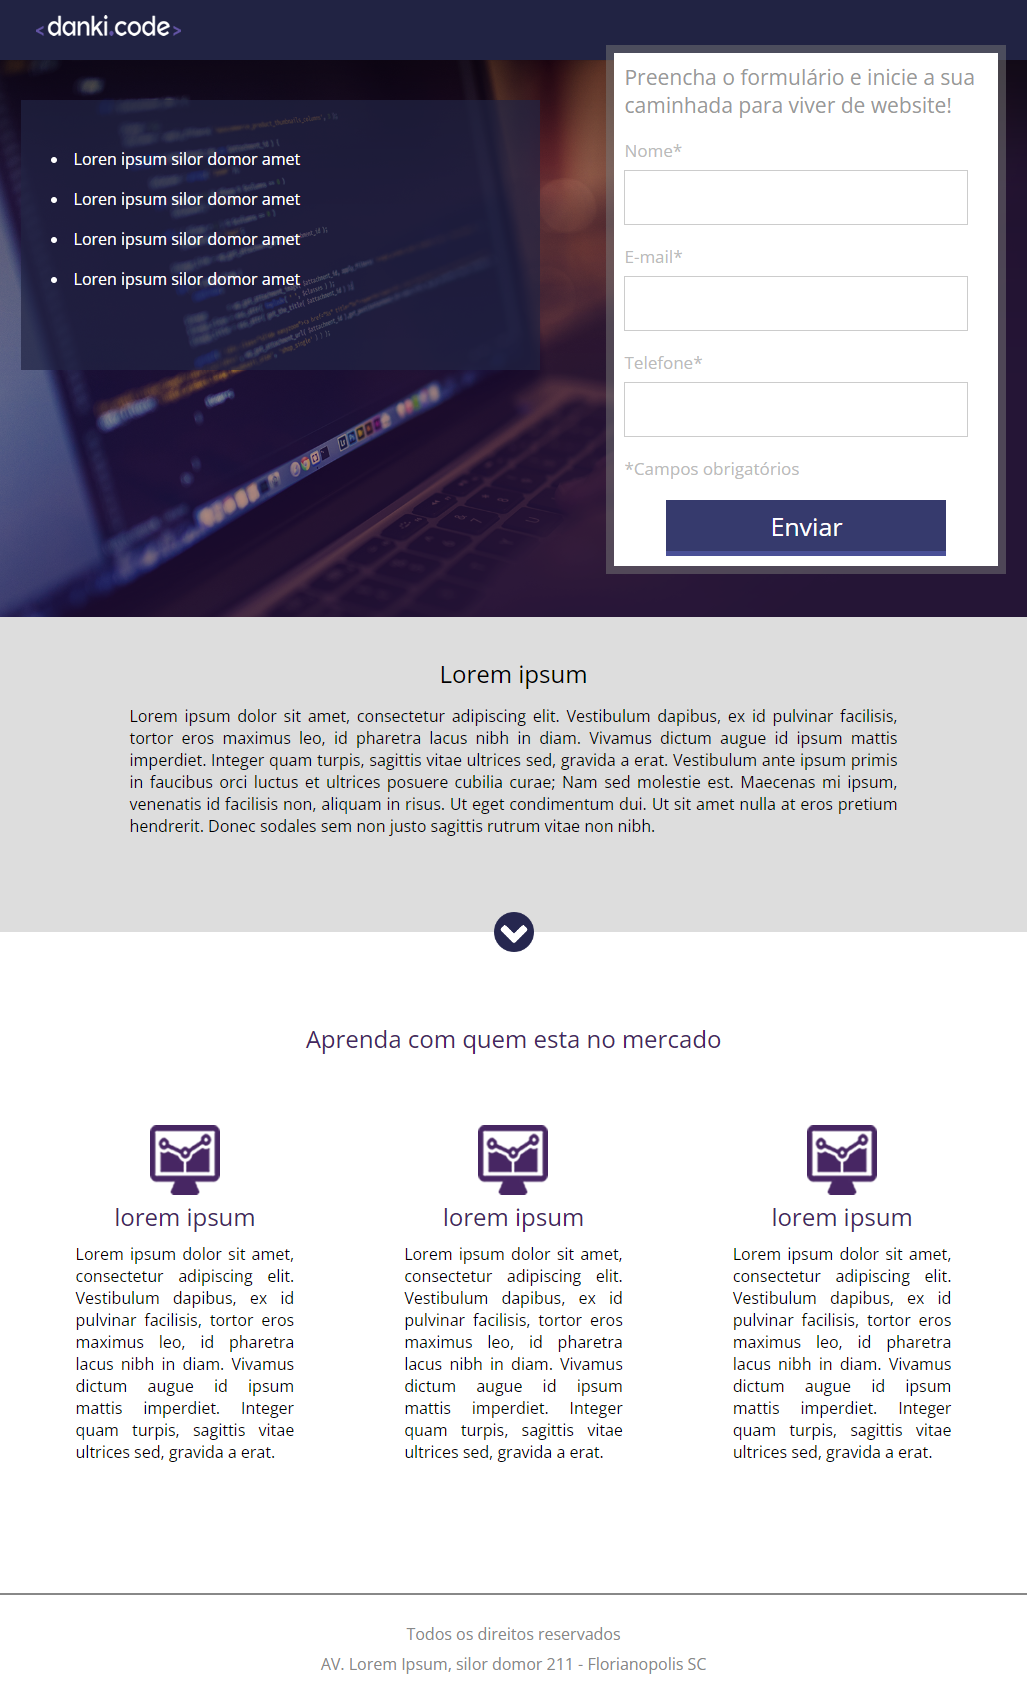 <danki.code>
Preencha o formulário e inicie a sua
caminhada para viver de website!
Loren ipsum silor domor amet
Loren ipsum silor domor amet
Loren ipsum silor domor amet
Loren ipsum silor domor amet
Nome*
E-mail*
Telefone*
*Campos obrigatórios
Enviar
Lorem ipsum
Lorem ipsum dolor sit amet, consectetur adipiscing elit. Vestibulum dapibus, ex id pulvinar facilisis,
tortor eros maximus leo, id pharetra lacus nibh in diam. Vivamus dictum augue id ipsum mattis
imperdiet. Integer quam turpis, sagittis vitae ultrices sed, gravida a erat. Vestibulum ante ipsum primis
in faucibus orci luctus et ultrices posuere cubilia curae; Nam sed molestie est. Maecenas mi ipsum,
venenatis id facilisis non, aliquam in risus. Ut eget condimentum dui. Ut sit amet nulla at eros pretium
hendrerit. Donec sodales sem non justo sagittis rutrum vitae non nibh.
Aprenda com quem esta no mercado
lorem ipsum
Lorem ipsum dolor sit amet,
consectetur adipiscing elit.
Vestibulum dapibus, ex id
pulvinar facilisis, tortor eros
maximus leo, id pharetra
lacus nibh in diam. Vivamus
dictum augue id ipsum
mattis imperdiet. Integer
quam turpis, sagittis vitae
ultrices sed, gravida a erat.
lorem ipsum
Lorem ipsum dolor sit amet,
consectetur adipiscing elit.
Vestibulum dapibus, ex id
pulvinar facilisis, tortor eros
maximus leo, id pharetra
lacus nibh in diam. Vivamus
dictum augue id ipsum
mattis imperdiet. Integer
quam turpis, sagittis vitae
ultrices sed, gravida a erat.
lorem ipsum
Lorem ipsum dolor sit amet,
consectetur adipiscing elit.
Vestibulum dapibus, ex id
pulvinar facilisis, tortor eros
maximus leo, id pharetra
lacus nibh in diam. Vivamus
dictum augue id ipsum
mattis imperdiet. Integer
quam turpis, sagittis vitae
ultrices sed, gravida a erat.
Todos os direitos reservados
AV. Lorem Ipsum, silor domor 211 - Florianopolis SC